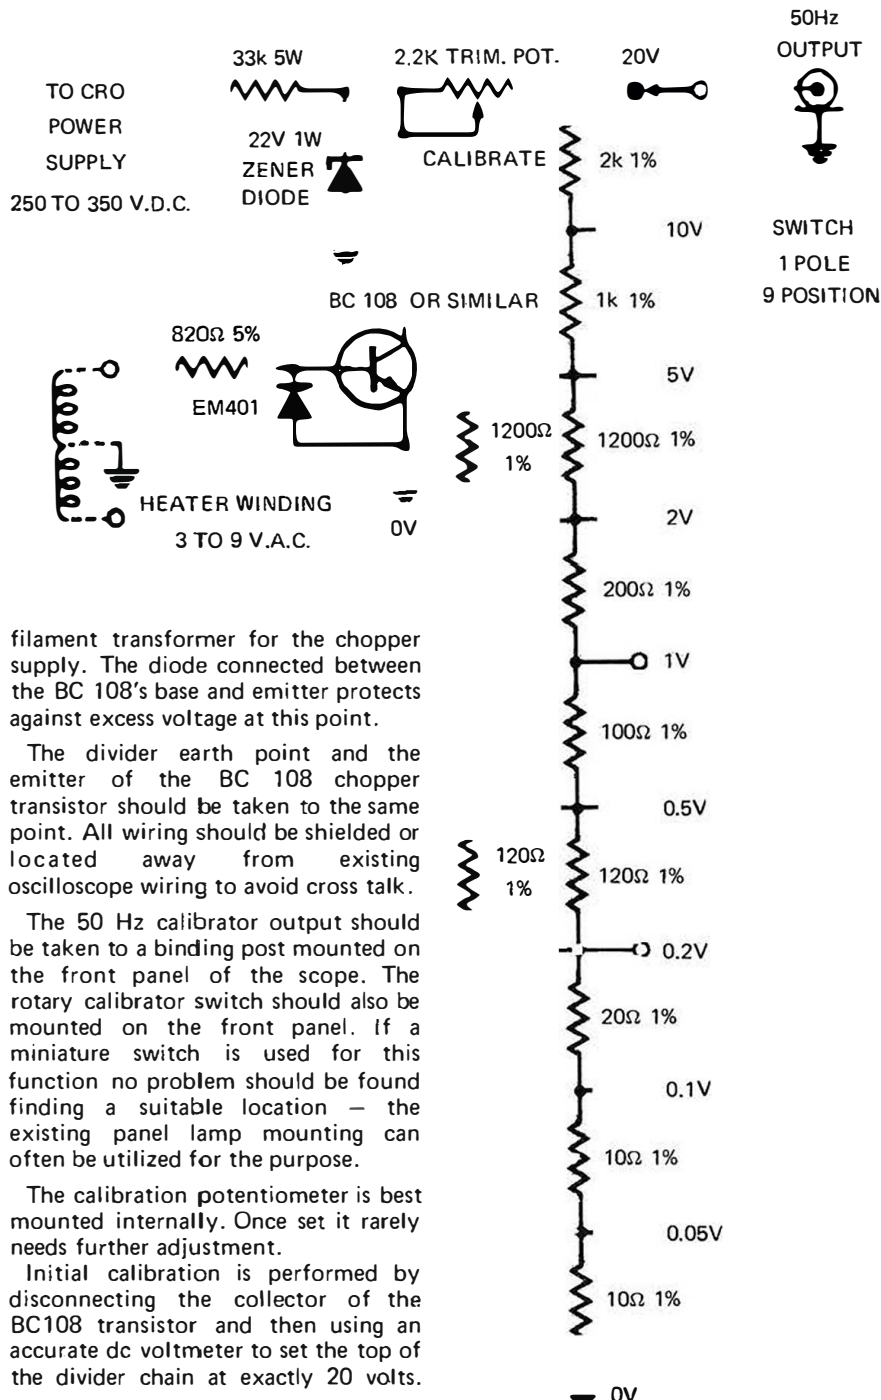 50Hz
OUTPUT
33k 5W
2.2K TRIM. POT.
20V
TO CRO
POWER
SUPPLY
250 TO 350 V.D.C.
22V 1W
ZENER
DIODE
CALIBRATE
2k 1%
10V
SWITCH
1 POLE
9 POSITION
BC 108 OR SIMILAR
1k 1%
820Ω 5%
5V
EM401
1200Ω
1%
1200Ω 1%
HEATER WINDING
3 TO 9 V.A.C.
0V
2V
200Ω 1%
1V
100Ω 1%
0.5V
120Ω
1%
120Ω 1%
0.2V
20Ω 1%
0.1V
10Ω 1%
0.05V
10Ω 1%
0V
filament transformer for the chopper
supply. The diode connected between
the BC 108's base and emitter protects
against excess voltage at this point.
The divider earth point and the
emitter of the BC 108 chopper
transistor should be taken to the same
point. All wiring should be shielded or
located away from existing
oscilloscope wiring to avoid cross talk.
The 50 Hz calibrator output should
be taken to a binding post mounted on
the front panel of the scope. The
rotary calibrator switch should also be
mounted on the front panel. If a
miniature switch is used for this
function no problem should be found
finding a suitable location — the
existing panel lamp mounting can
often be utilized for the purpose.
The calibration potentiometer is best
mounted internally. Once set it rarely
needs further adjustment.
Initial calibration is performed by
disconnecting the collector of the
BC108 transistor and then using an
accurate dc voltmeter to set the top of
the divider chain at exactly 20 volts.